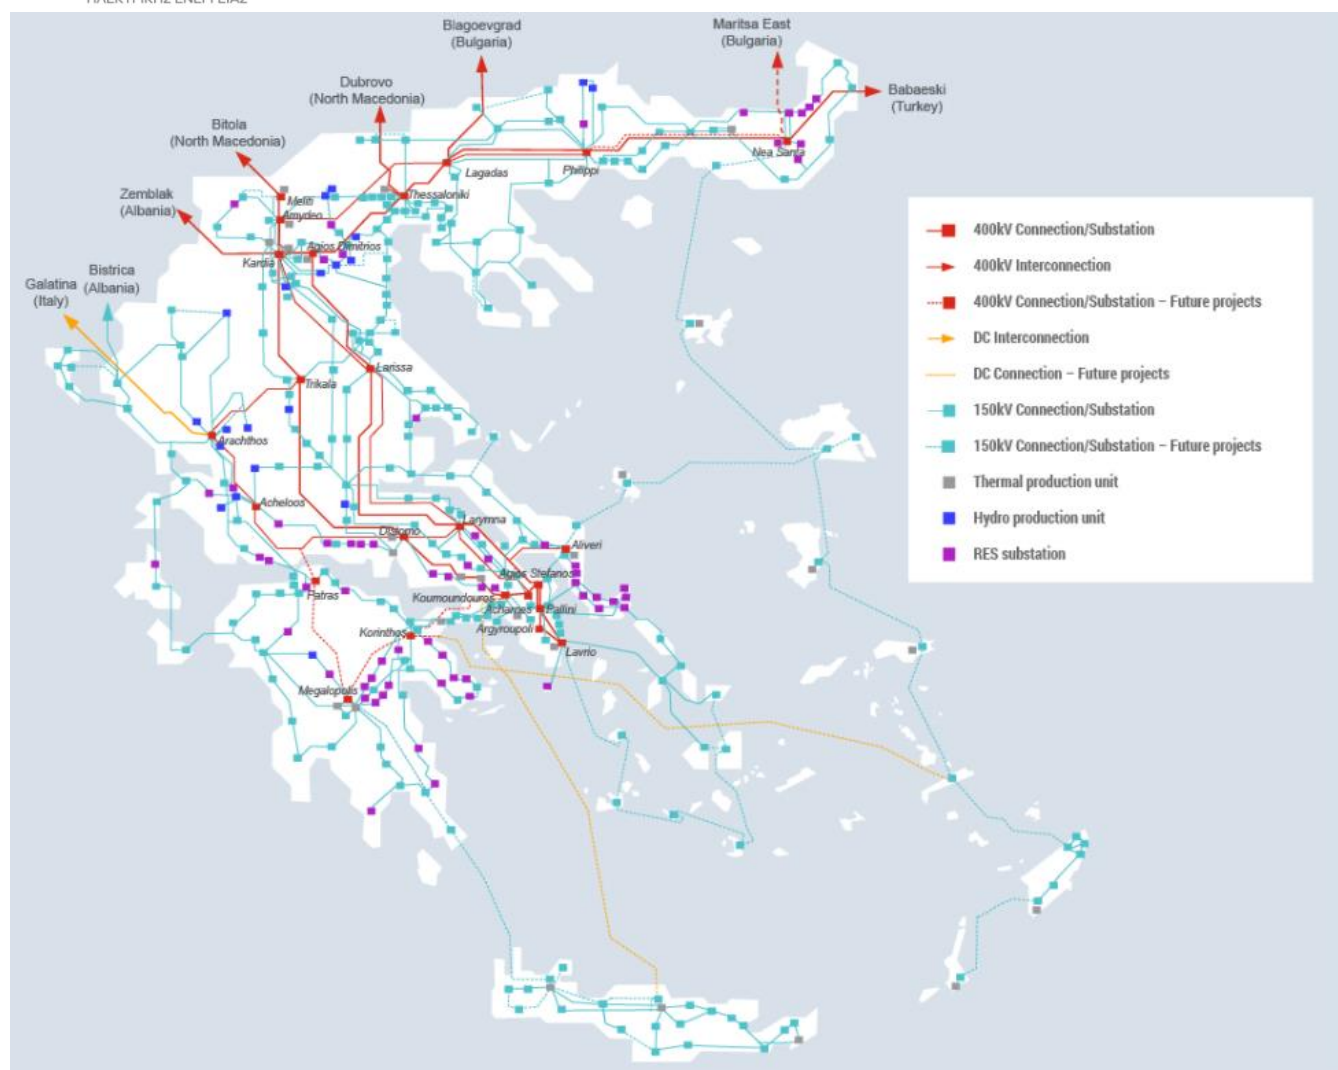 ΗΛΕΚΤΡΙΚΗΣ ΕΝΕΡΓΕΙΑΣ
Blagoevgrad
(Bulgaria)
Maritsa East
(Bulgaria)
Dubrovo
(North Macedonia)
Babaeski
(Turkey)
Bitola
(North Macedonia)
Nea Santa
Philippi
Lagadas
Zemblak
(Albania)
Meliti
Thessaloniki
Amydeo
Agios Dimitrios
Kardia
Bistrica
(Albania)
Galatina
(Italy)
Larissa
Trikala
Arachthos
Acheloos
Larymna
Distomo
Aliveri
Agios Stefanos
Patras
Koumoundouros
Acharnes
Pallini
Argyroupoli
Korinthos
Lavrio
Megalopolis
400kV Connection/Substation
400kV Interconnection
400kV Connection/Substation – Future projects
DC Interconnection
DC Connection – Future projects
150kV Connection/Substation
150kV Connection/Substation – Future projects
Thermal production unit
Hydro production unit
RES substation